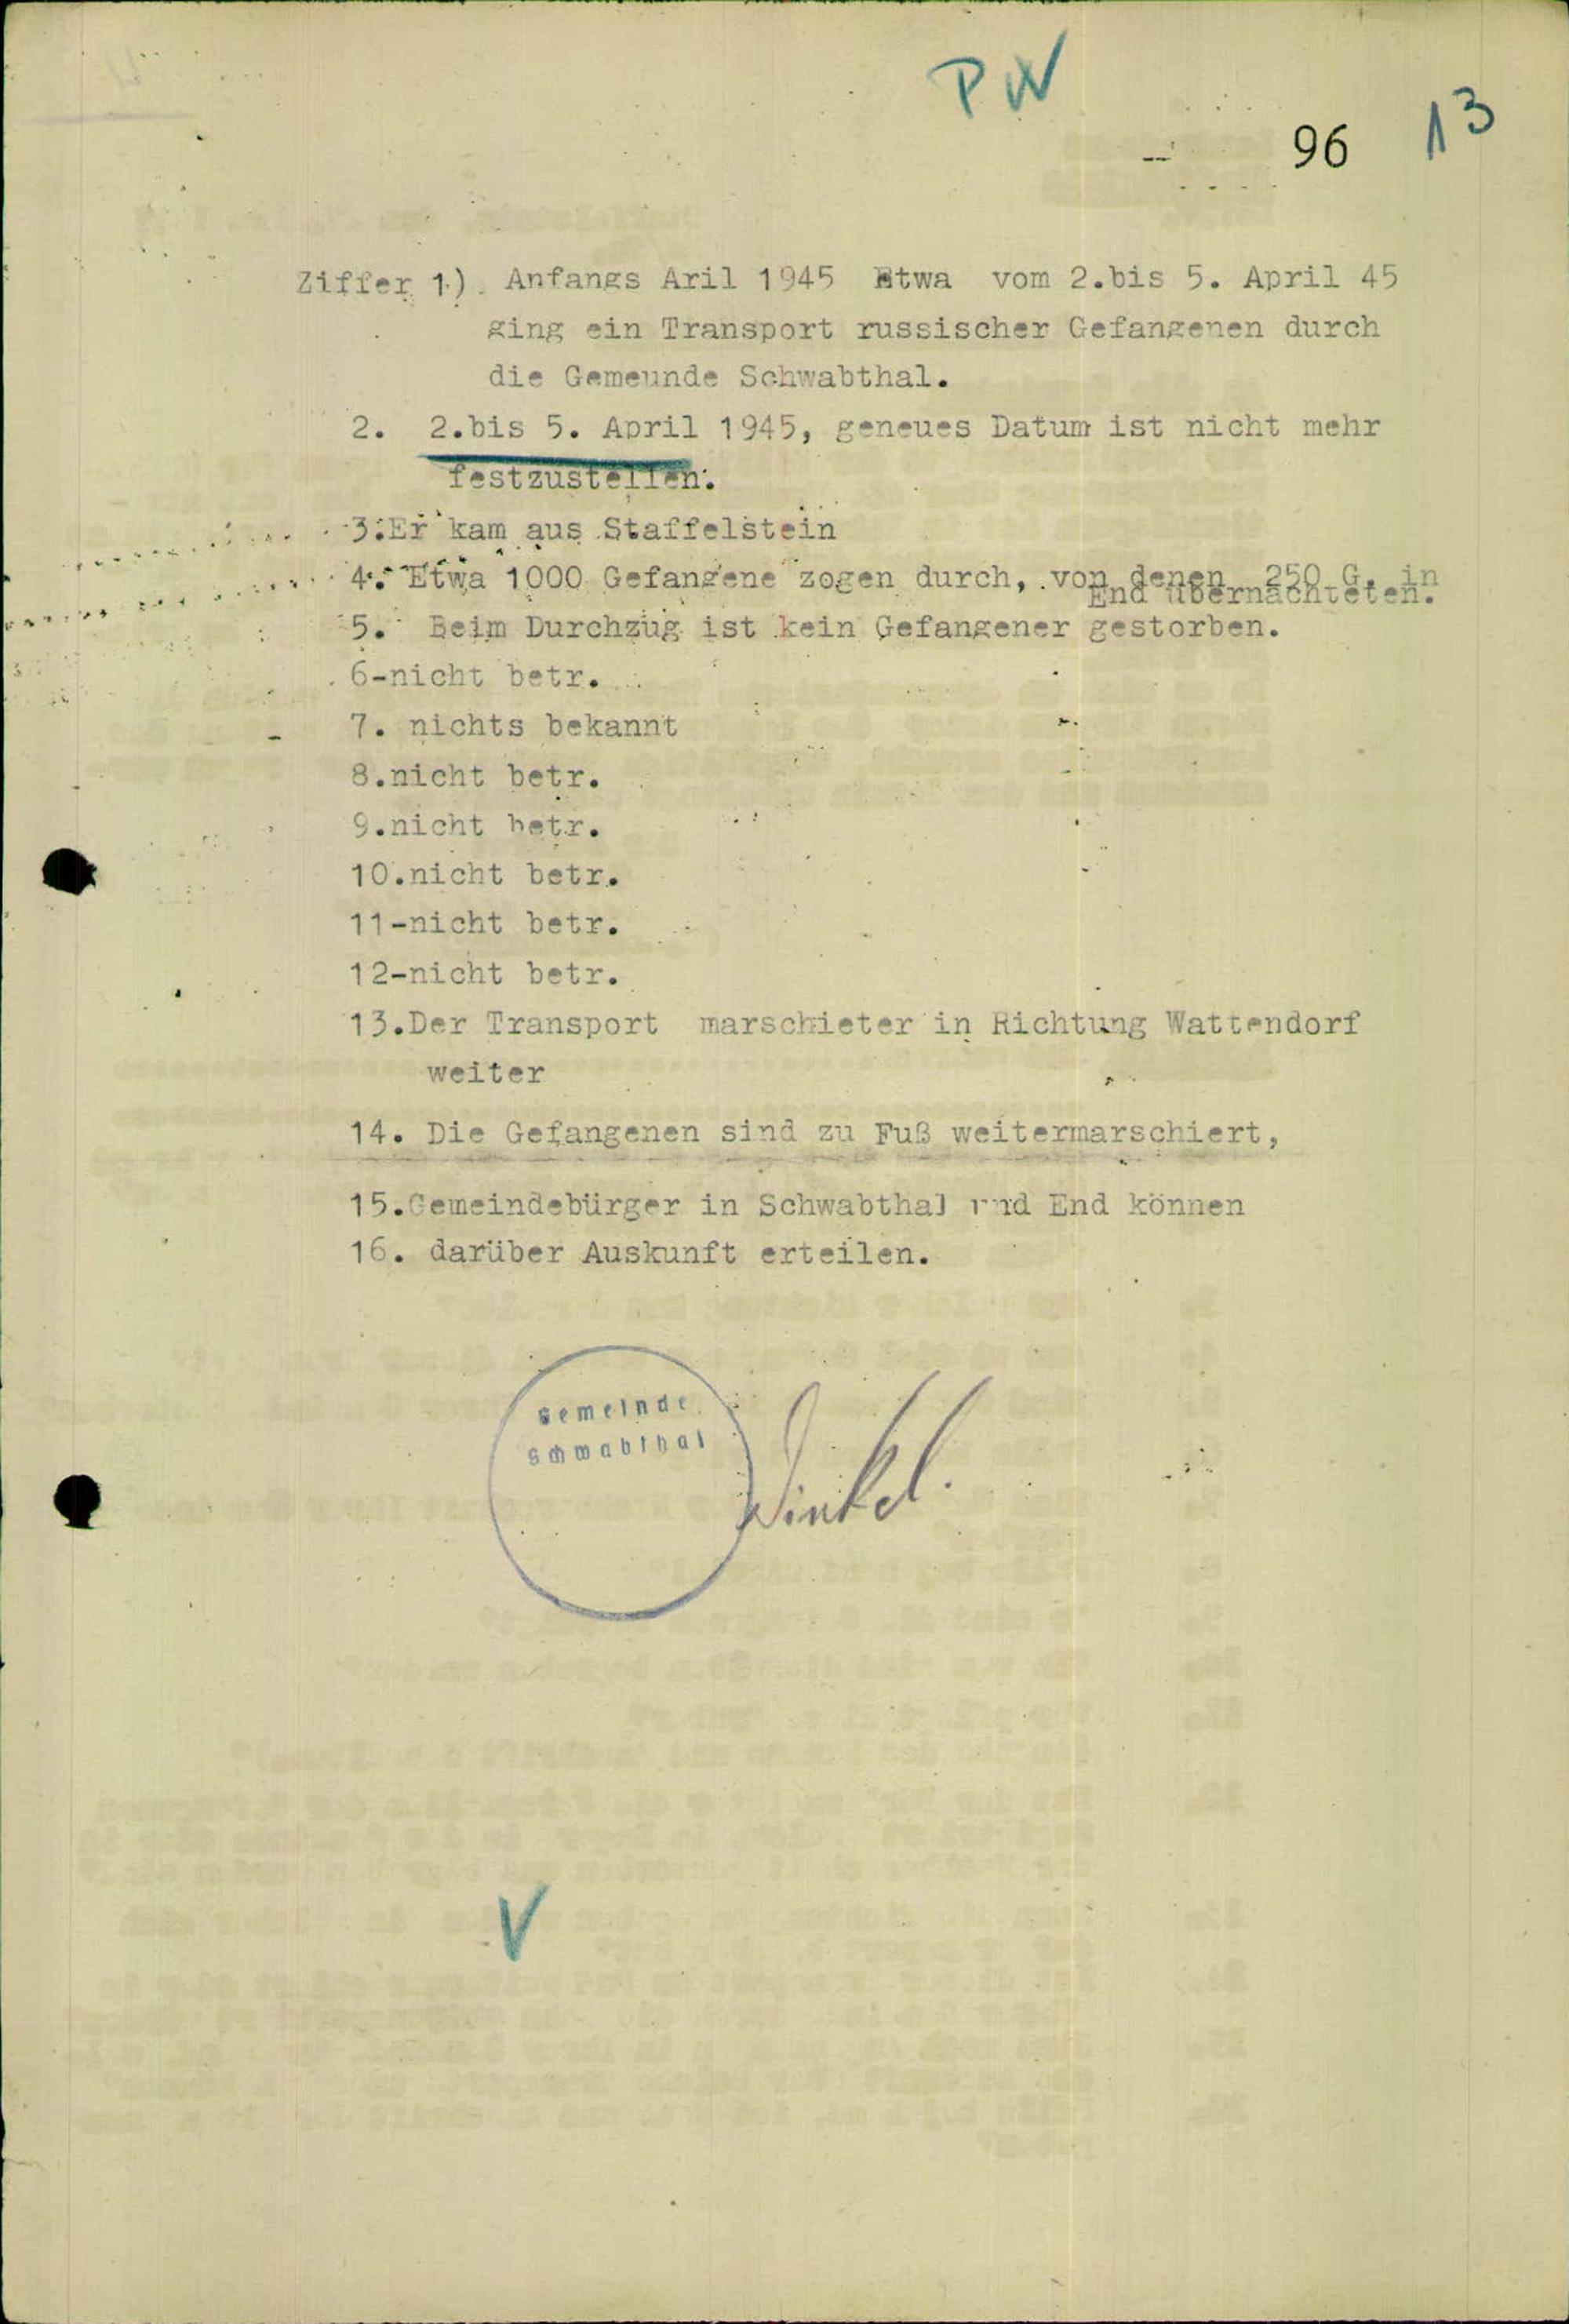 PW
96 13
Ziffer 1). Anfangs Aril 1945 Etwa vom 2.bis 5. April 45
ging ein Transport russischer Gefangenen durch
die Gemeunde Schwabthal.
2. 2.bis 5. April 1945, geneues Datum ist nicht mehr
festzustellen.
3.Er kam aus Staffelstein
4. Etwa 1000 Gefangene zogen durch, von denen 250 G. in
End übernachteten.
5. Beim Durchzug ist kein Gefangener gestorben.
6-nicht betr.
7. nichts bekannt
8.nicht betr.
9.nicht betr.
10.nicht betr.
11-nicht betr.
12-nicht betr.
13.Der Transport marschieter in Richtung Wattendorf
weiter
14. Die Gefangenen sind zu Fuß weitermarschiert,
15.Gemeindebürger in Schwabthal und End können
16. darüber Auskunft erteilen.
Gemeinde
Schwabthal
Dinkel.
V